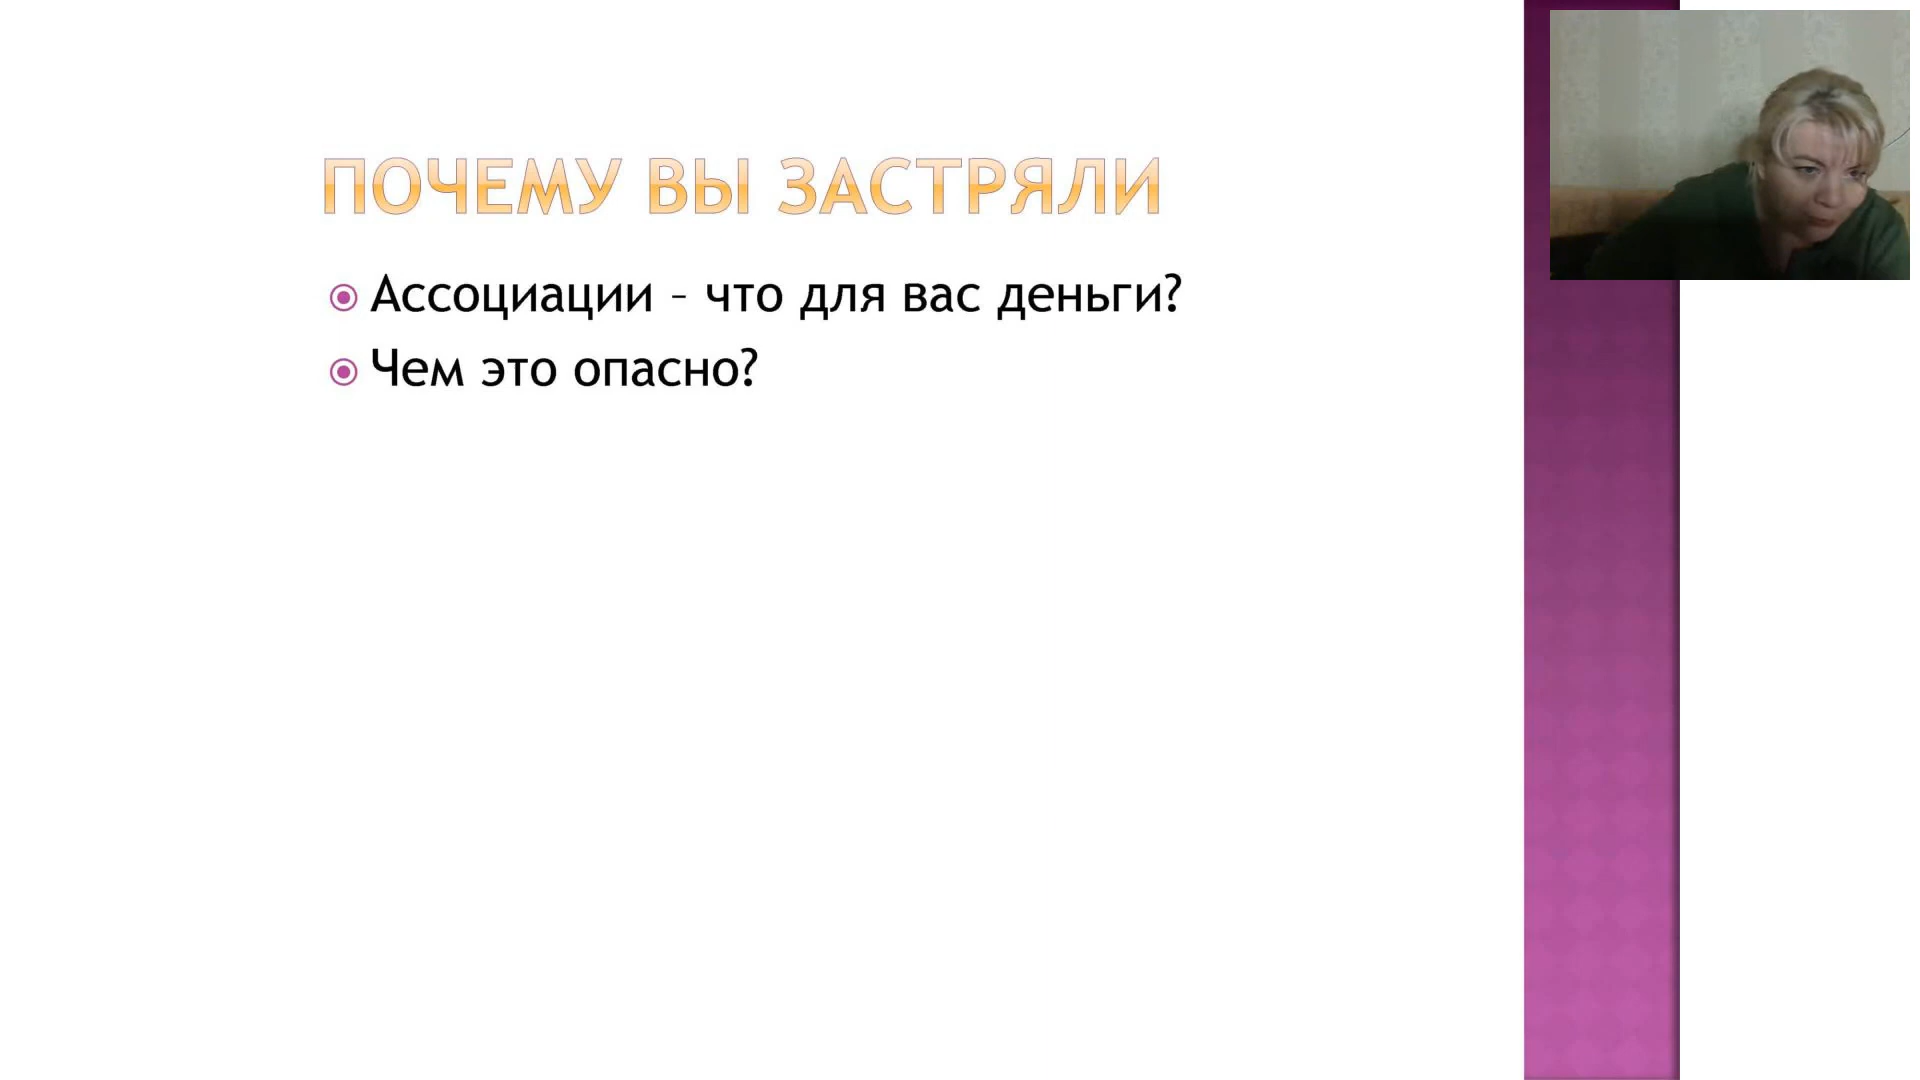 ПОЧЕМУ ВЫ ЗАСТРЯЛИ
Ассоциации – что для вас деньги?
Чем это опасно?